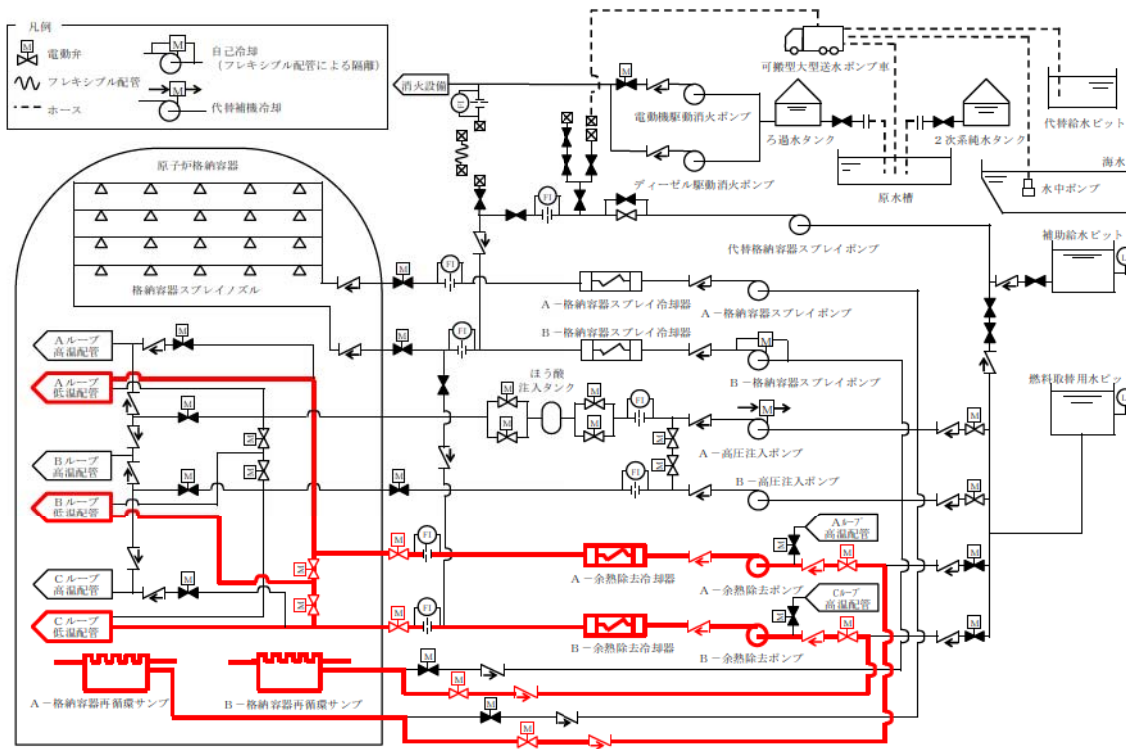 凡例
M
電動弁
フレキシブル配管
ホース
M
自己冷却
(フレキシブル配管による隔離)
M
代替補機冷却
消火設備
M
電動機駆動消火ポンプ
ディーゼル駆動消火ポンプ
可搬型大型送水ポンプ車
ろ過水タンク
2次系純水タンク
原水槽
代替給水ピット
海水
水中ポンプ
原子炉格納容器
格納容器スプレイノズル
FI
代替格納容器スプレイポンプ
補助給水ピット
M
FI
A-格納容器スプレイ冷却器
A-格納容器スプレイポンプ
B-格納容器スプレイ冷却器
M
FI
M
B-格納容器スプレイポンプ
Aループ
高温配管
M
Aループ
低温配管
ほう酸
注入タンク
M
M
M
M
M
FI
M
A-高圧注入ポンプ
M
燃料取替用水ピット
M
M
M
Bループ
高温配管
M
Bループ
低温配管
M
M
FI
B-高圧注入ポンプ
M
Cループ
高温配管
M
Cループ
低温配管
M
M
M
FI
A-余熱除去冷却器
A-余熱除去ポンプ
Aループ
高温配管
M
M
M
M
FI
B-余熱除去冷却器
B-余熱除去ポンプ
Cループ
高温配管
M
M
M
A-格納容器再循環サンプ
B-格納容器再循環サンプ
M
M
M
M